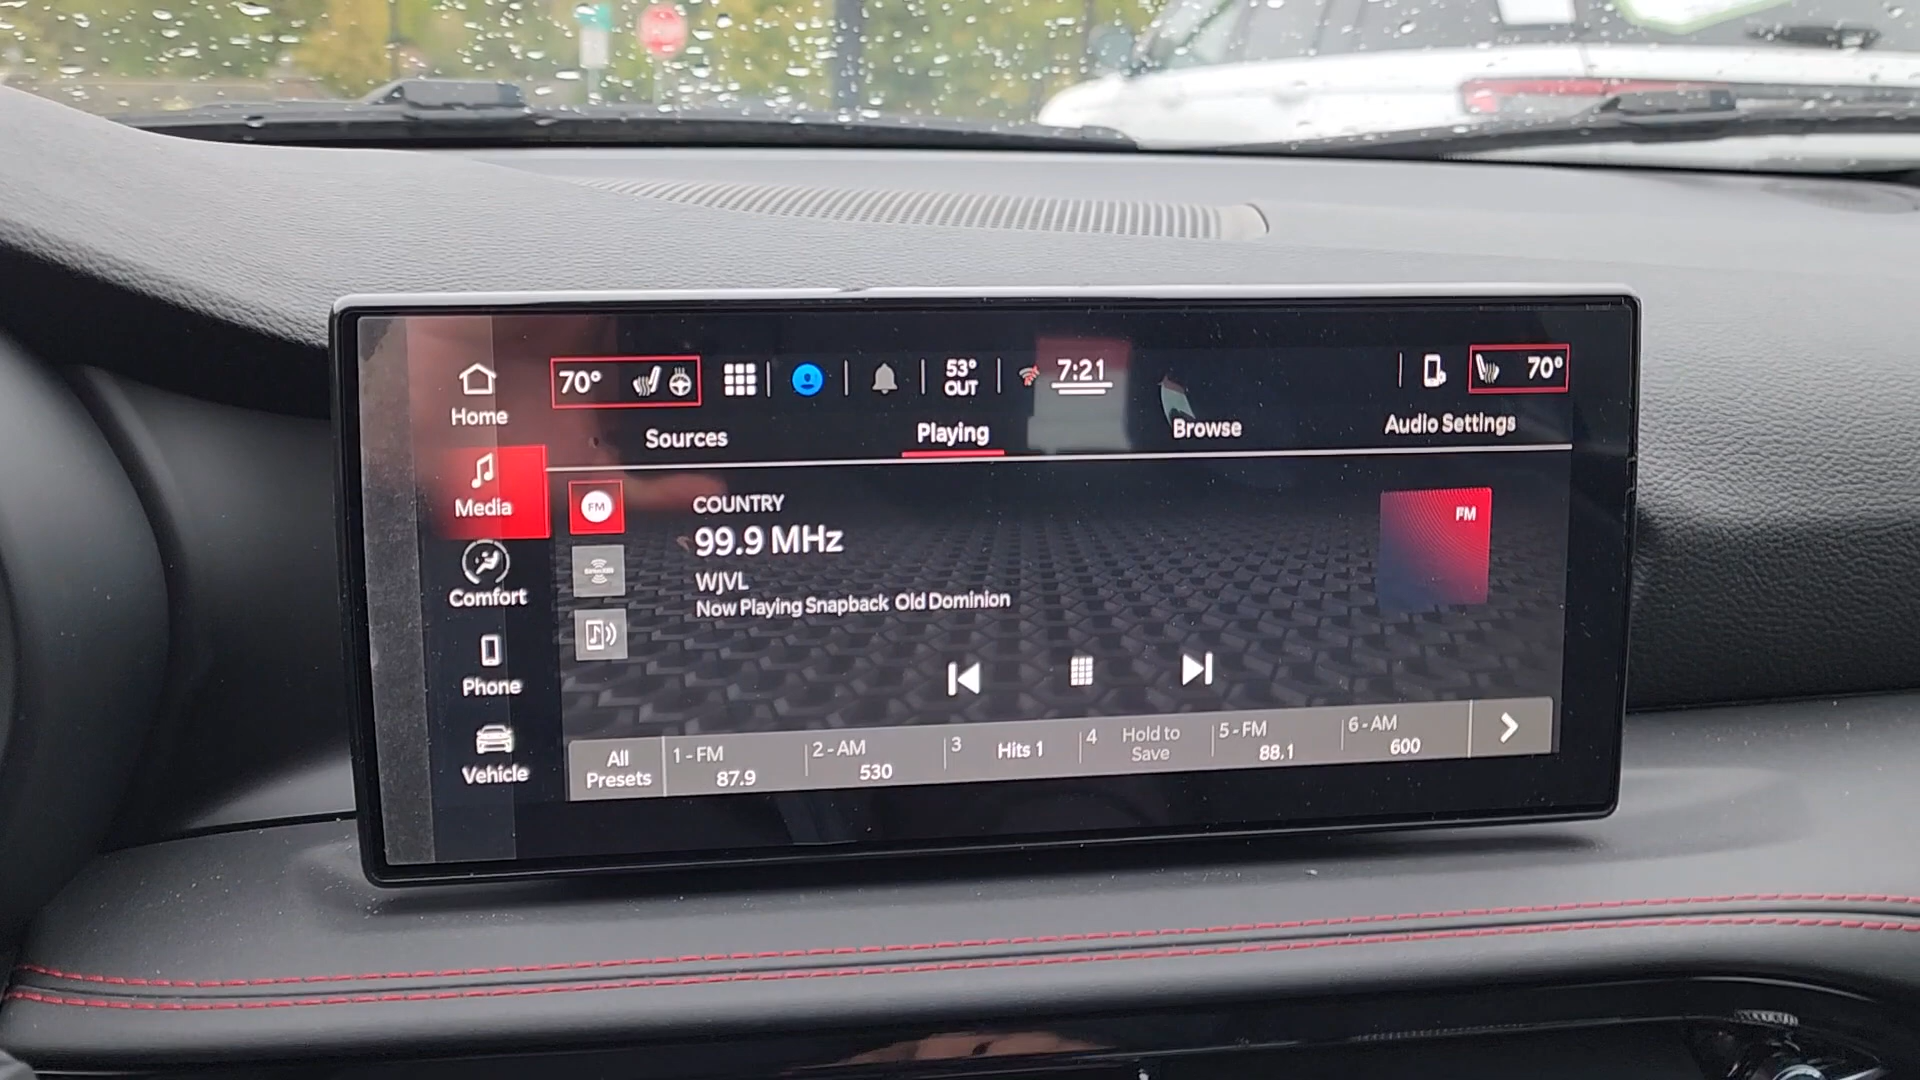 Home
Media
Comfort
Phone
Vehicle
70°
53°
OUT
7:21
70°
Sources
Playing
Browse
Audio Settings
FM
COUNTRY
99.9 MHz
WJVL
Now Playing Snapback Old Dominion
FM
All
Presets
1-FM
87.9
2-AM
530
3
Hits 1
4
Hold to
Save
5-FM
88.1
6-AM
600